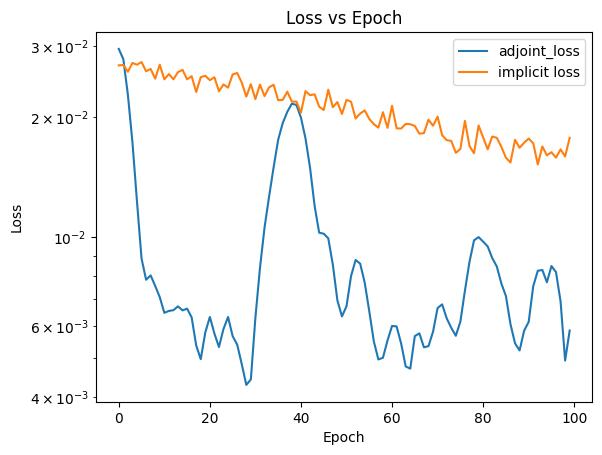 Loss vs Epoch
adjoint_loss
implicit loss
3 × 10⁻²
2 × 10⁻²
10⁻²
6 × 10⁻³
4 × 10⁻³
Loss
0 20 40 60 80 100
Epoch